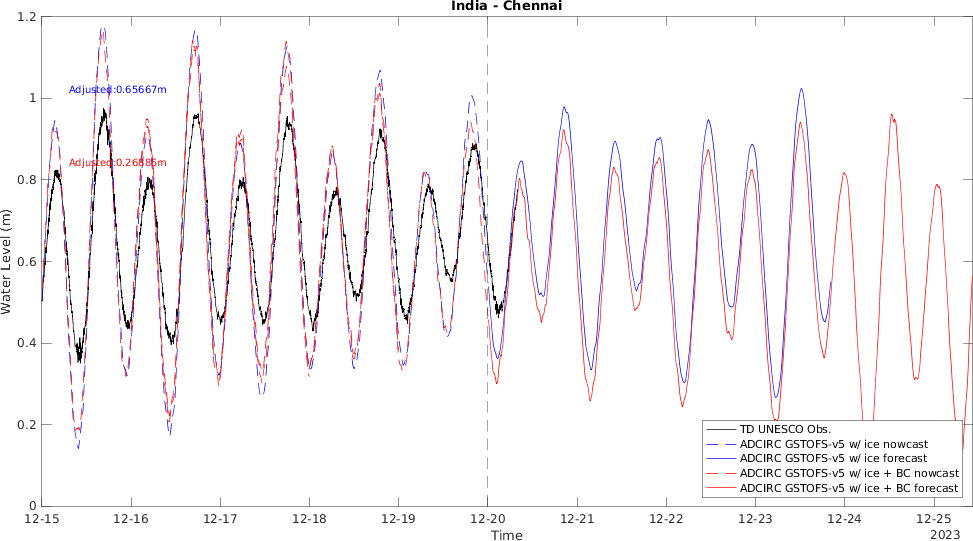 India - Chennai
1.2
1
0.8
0.6
0.4
0.2
0
Water Level (m)
Adjusted:0.65667m
Adjusted:0.26886m
12-15
12-16
12-17
12-18
12-19
12-20
12-21
12-22
12-23
12-24
12-25
2023
Time
TD UNESCO Obs.
ADCIRC GSTOFS-v5 w/ ice nowcast
ADCIRC GSTOFS-v5 w/ ice forecast
ADCIRC GSTOFS-v5 w/ ice + BC nowcast
ADCIRC GSTOFS-v5 w/ ice + BC forecast